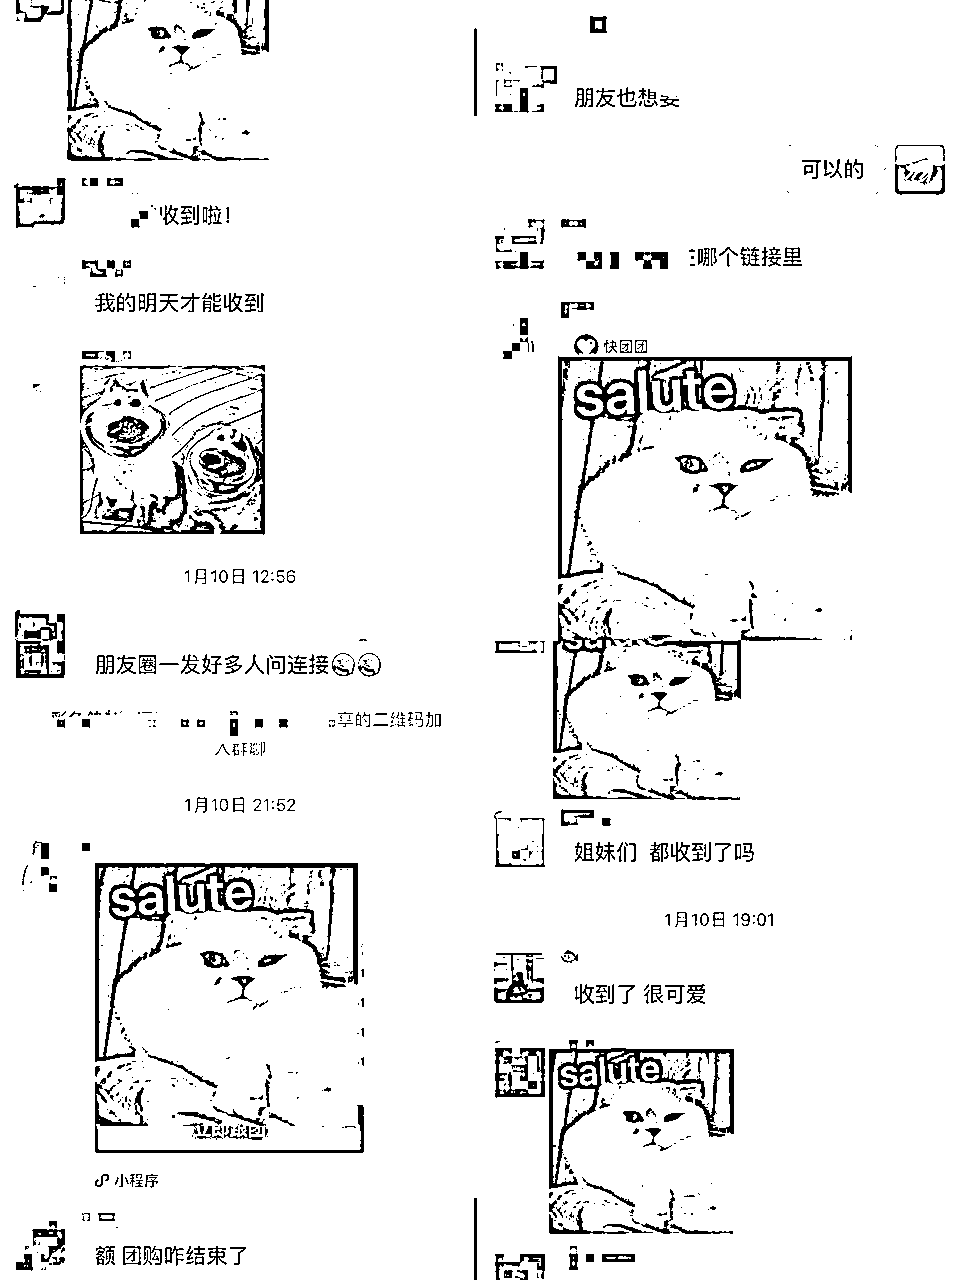 收到啦!
我的明天才能收到
1月10日 12:56
朋友圈一发好多人问连接
享的二维码加
入群聊
1月10日 21:52
salute
小程序
额 团购咋结束了
朋友也想要
可以的
哪个链接里
快团团
salute
姐妹们 都收到了吗
1月10日 19:01
收到了 很可爱
salute